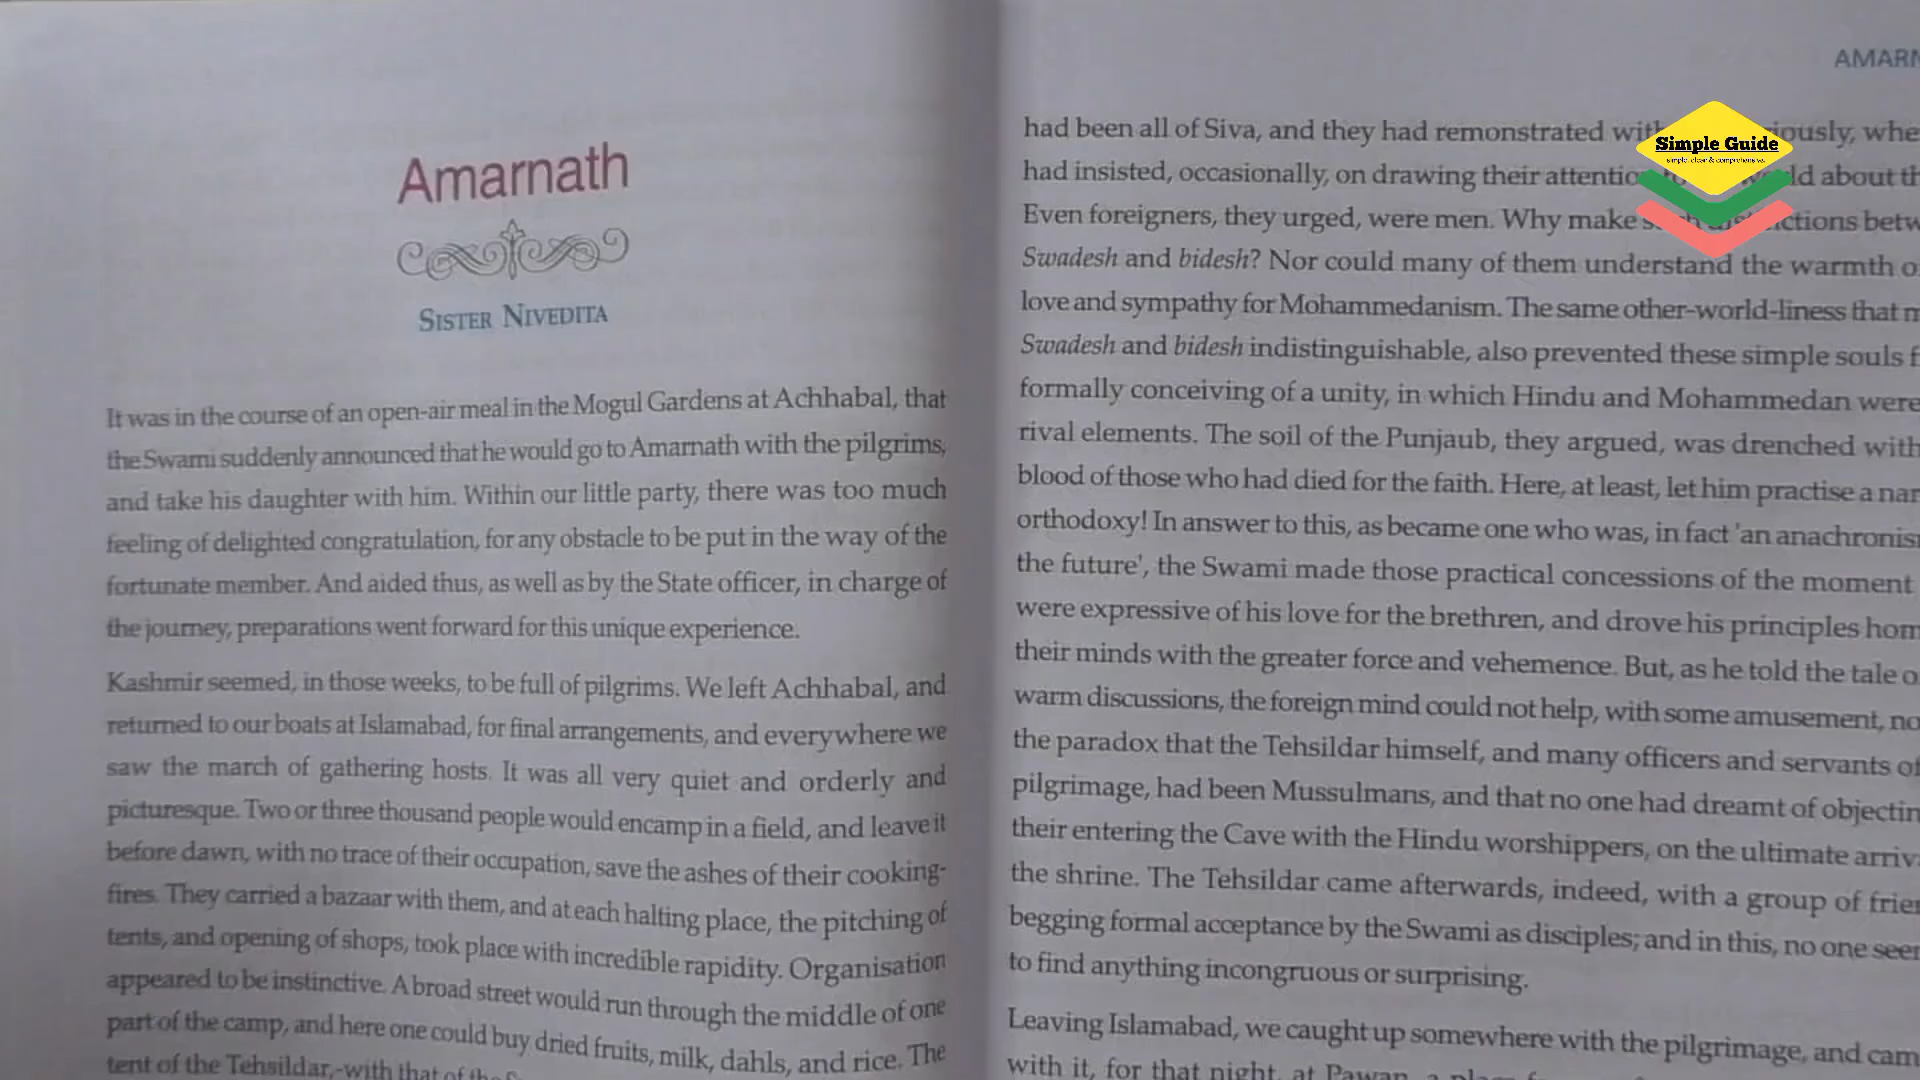 Amarnath
SISTER NIVEDITA
It was in the course of an open-air meal in the Mogul Gardens at Achhabal, that
the Swami suddenly announced that he would go to Amarnath with the pilgrims,
and take his daughter with him. Within our little party, there was too much
feeling of delighted congratulation, for any obstacle to be put in the way of the
fortunate member. And aided thus, as well as by the State officer, in charge of
the journey, preparations went forward for this unique experience.
Kashmir seemed, in those weeks, to be full of pilgrims. We left Achhabal, and
returned to our boats at Islamabad, for final arrangements, and everywhere we
saw the march of gathering hosts. It was all very quiet and orderly and
picturesque. Two or three thousand people would encamp in a field, and leave it
before dawn, with no trace of their occupation, save the ashes of their cooking-
fires. They carried a bazaar with them, and at each halting place, the pitching of
tents, and opening of shops, took place with incredible rapidity. Organisation
appeared to be instinctive. A broad street would run through the middle of one
part of the camp, and here one could buy dried fruits, milk, dahls, and rice. The
tent of the Tehsildar,-with that of the
AMARN
had been all of Siva, and they had remonstrated whe
had insisted, occasionally, on drawing their about th
Even foreigners, they urged, were men. Why make betw
Swadesh and bidesh? Nor could many of them understand the warmth o
love and sympathy for Mohammedanism. The same other-world-liness that m
Swadesh and bidesh indistinguishable, also prevented these simple souls f
formally conceiving of a unity, in which Hindu and Mohammedan were
rival elements. The soil of the Punjaub, they argued, was drenched with
blood of those who had died for the faith. Here, at least, let him practise a nar
orthodoxy! In answer to this, as became one who was, in fact 'an anachronis
the future', the Swami made those practical concessions of the moment
were expressive of his love for the brethren, and drove his principles hom
their minds with the greater force and vehemence. But, as he told the tale o
warm discussions, the foreign mind could not help, with some amusement, no
the paradox that the Tehsildar himself, and many officers and servants of
pilgrimage, had been Mussulmans, and that no one had dreamt of objectin
their entering the Cave with the Hindu worshippers, on the ultimate arriv
the shrine. The Tehsildar came afterwards, indeed, with a group of frien
begging formal acceptance by the Swami as disciples; and in this, no one seem
to find anything incongruous or surprising.
Leaving Islamabad, we caught up somewhere with the pilgrimage, and cam
with it, for that night, at Pawan, a
Simple Guide
simple, clear & comprehensive.